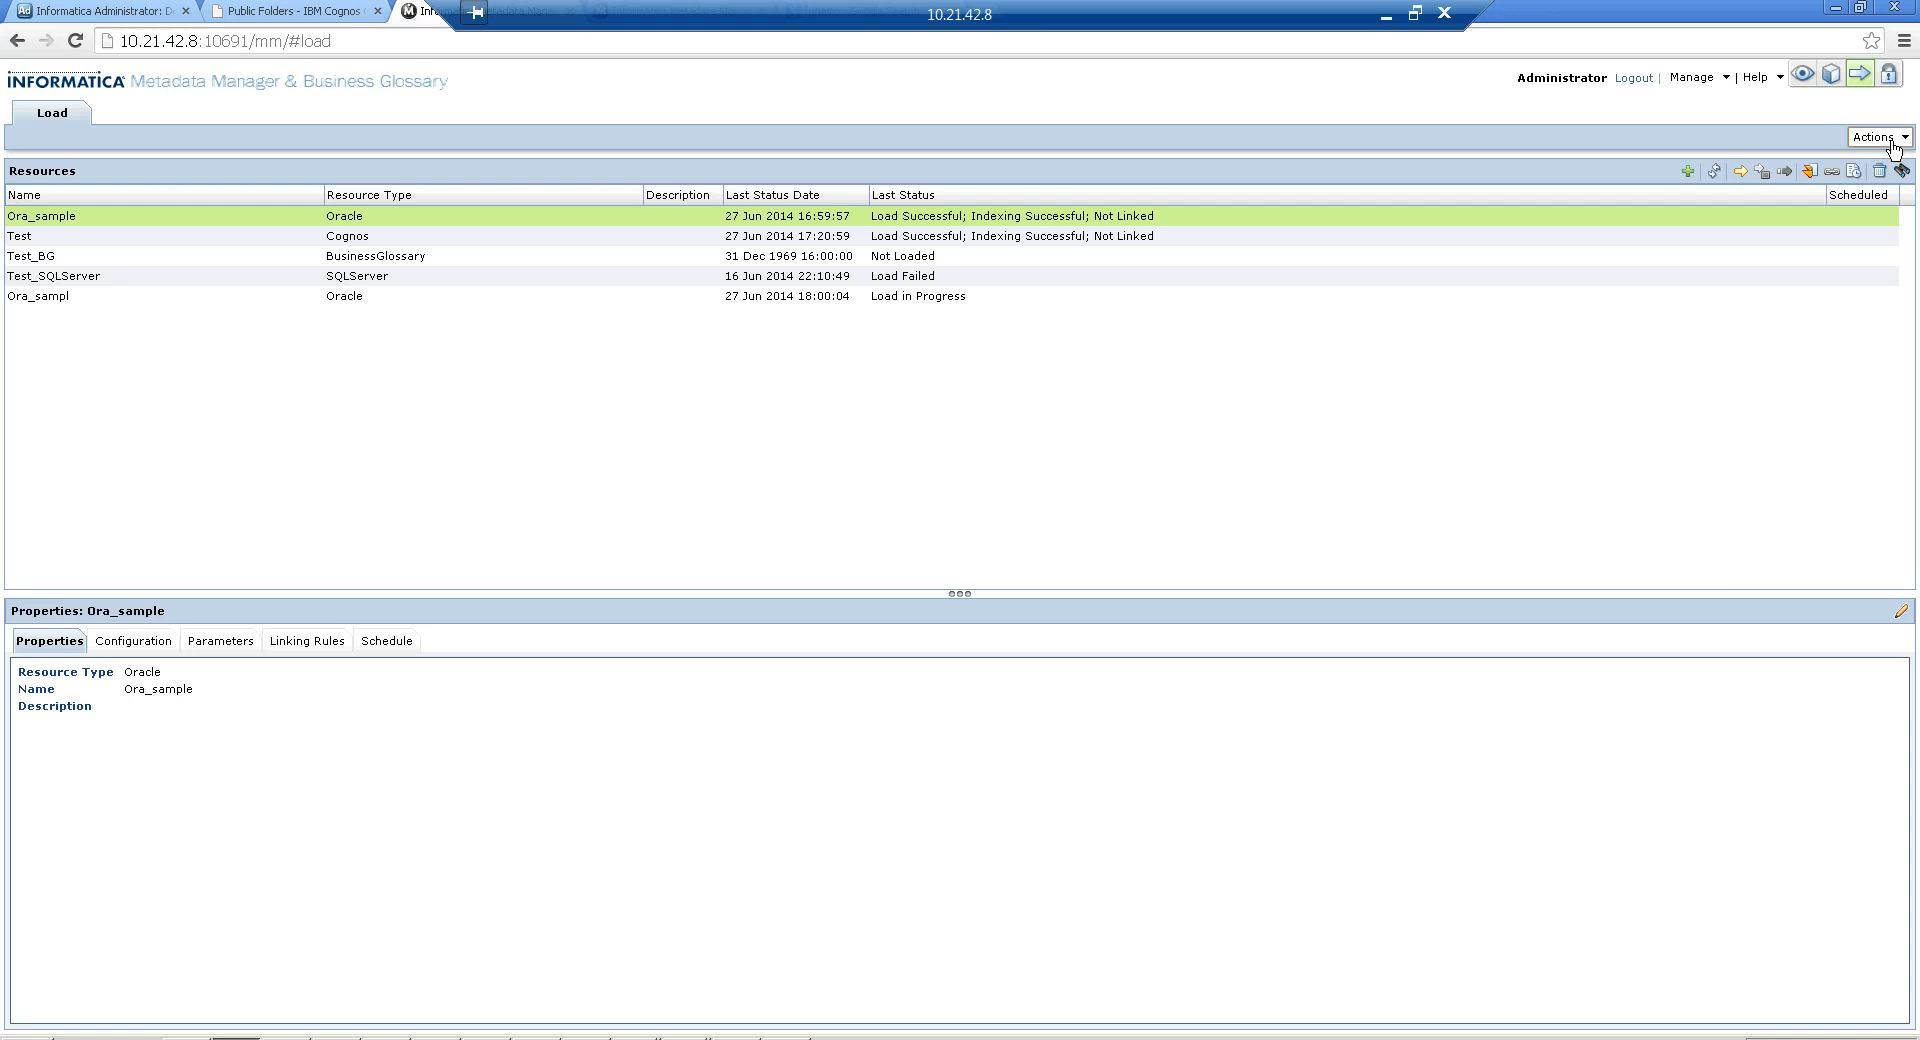 Ad Informatica Administrator: D
Public Folders - IBM Cognos
M
10.21.42.8
10.21.42.8:10691/mm/#load
INFORMATICA Metadata Manager & Business Glossary
Administrator Logout | Manage | Help
Load
Actions
Resources
Name Resource Type Description Last Status Date Last Status Scheduled
Ora_sample Oracle 27 Jun 2014 16:59:57 Load Successful; Indexing Successful; Not Linked
Test Cognos 27 Jun 2014 17:20:59 Load Successful; Indexing Successful; Not Linked
Test_BG BusinessGlossary 31 Dec 1969 16:00:00 Not Loaded
Test_SQLServer SQLServer 16 Jun 2014 22:10:49 Load Failed
Ora_sampl Oracle 27 Jun 2014 18:00:04 Load in Progress
Properties: Ora_sample
Properties Configuration Parameters Linking Rules Schedule
Resource Type Oracle
Name Ora_sample
Description